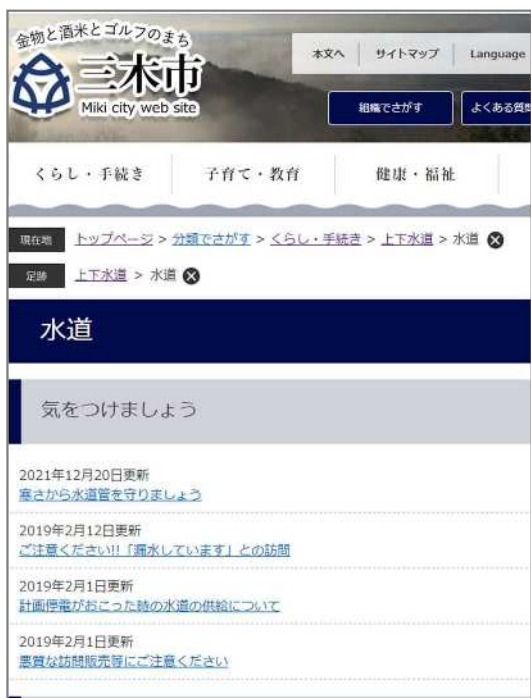 金物と酒米とゴルフのまち
三木市
Miki city web site
本文へ
サイトマップ
Language
組織でさがす
よくある質問
くらし・手続き
子育て・教育
健康・福祉
現在地 トップページ > 分類でさがす > くらし・手続き > 上下水道 > 水道
足跡 上下水道 > 水道
水道
気をつけましょう
2021年12月20日更新
寒さから水道管を守りましょう
2019年2月12日更新
ご注意ください!!「漏水しています」との訪問
2019年2月1日更新
計画停電がおこった時の水道の供給について
2019年2月1日更新
悪質な訪問販売等にご注意ください